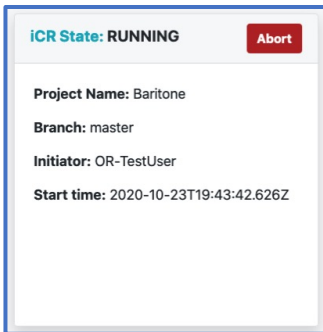 iCR State: RUNNING
Abort
Project Name: Baritone
Branch: master
Initiator: OR-TestUser
Start time: 2020-10-23T19:43:42.626Z